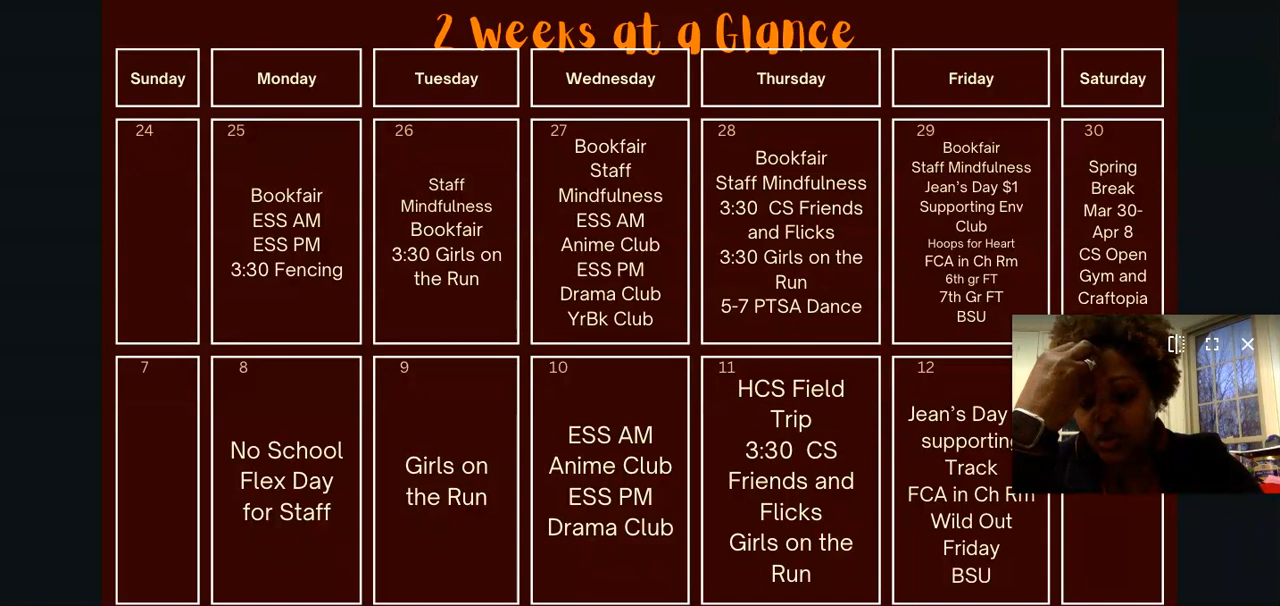 2 Weeks at a Glance
Sunday
Monday
Tuesday
Wednesday
Thursday
Friday
Saturday
24
25
Bookfair
ESS AM
ESS PM
3:30 Fencing
26
Staff
Mindfulness
Bookfair
3:30 Girls on
the Run
27
Bookfair
Staff
Mindfulness
ESS AM
Anime Club
ESS PM
Drama Club
YrBk Club
28
Bookfair
Staff Mindfulness
3:30 CS Friends
and Flicks
3:30 Girls on the
Run
5-7 PTSA Dance
29
Bookfair
Staff Mindfulness
Jean's Day $1
Supporting Env
Club
Hoops for Heart
FCA in Ch Rm
6th gr FT
7th Gr FT
BSU
30
Spring
Break
Mar 30-
Apr 8
CS Open
Gym and
Craftopia
7
8
No School
Flex Day
for Staff
9
Girls on
the Run
10
ESS AM
Anime Club
ESS PM
Drama Club
11
HCS Field
Trip
3:30 CS
Friends and
Flicks
Girls on the
Run
12
Jean's Day
supporting
Track
FCA in Ch Rm
Wild Out
Friday
BSU